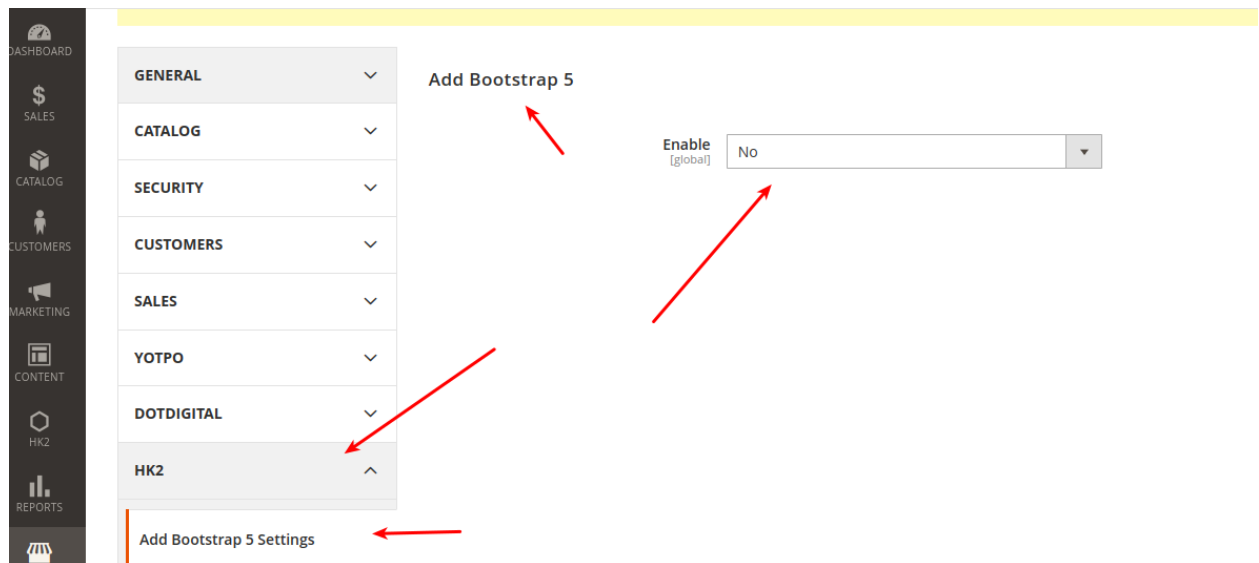 DASHBOARD
$
SALES
CATALOG
CUSTOMERS
MARKETING
CONTENT
HK2
REPORTS
GENERAL
CATALOG
SECURITY
CUSTOMERS
SALES
YOTPO
DOTDIGITAL
HK2
Add Bootstrap 5 Settings
Add Bootstrap 5
Enable
[global]
No